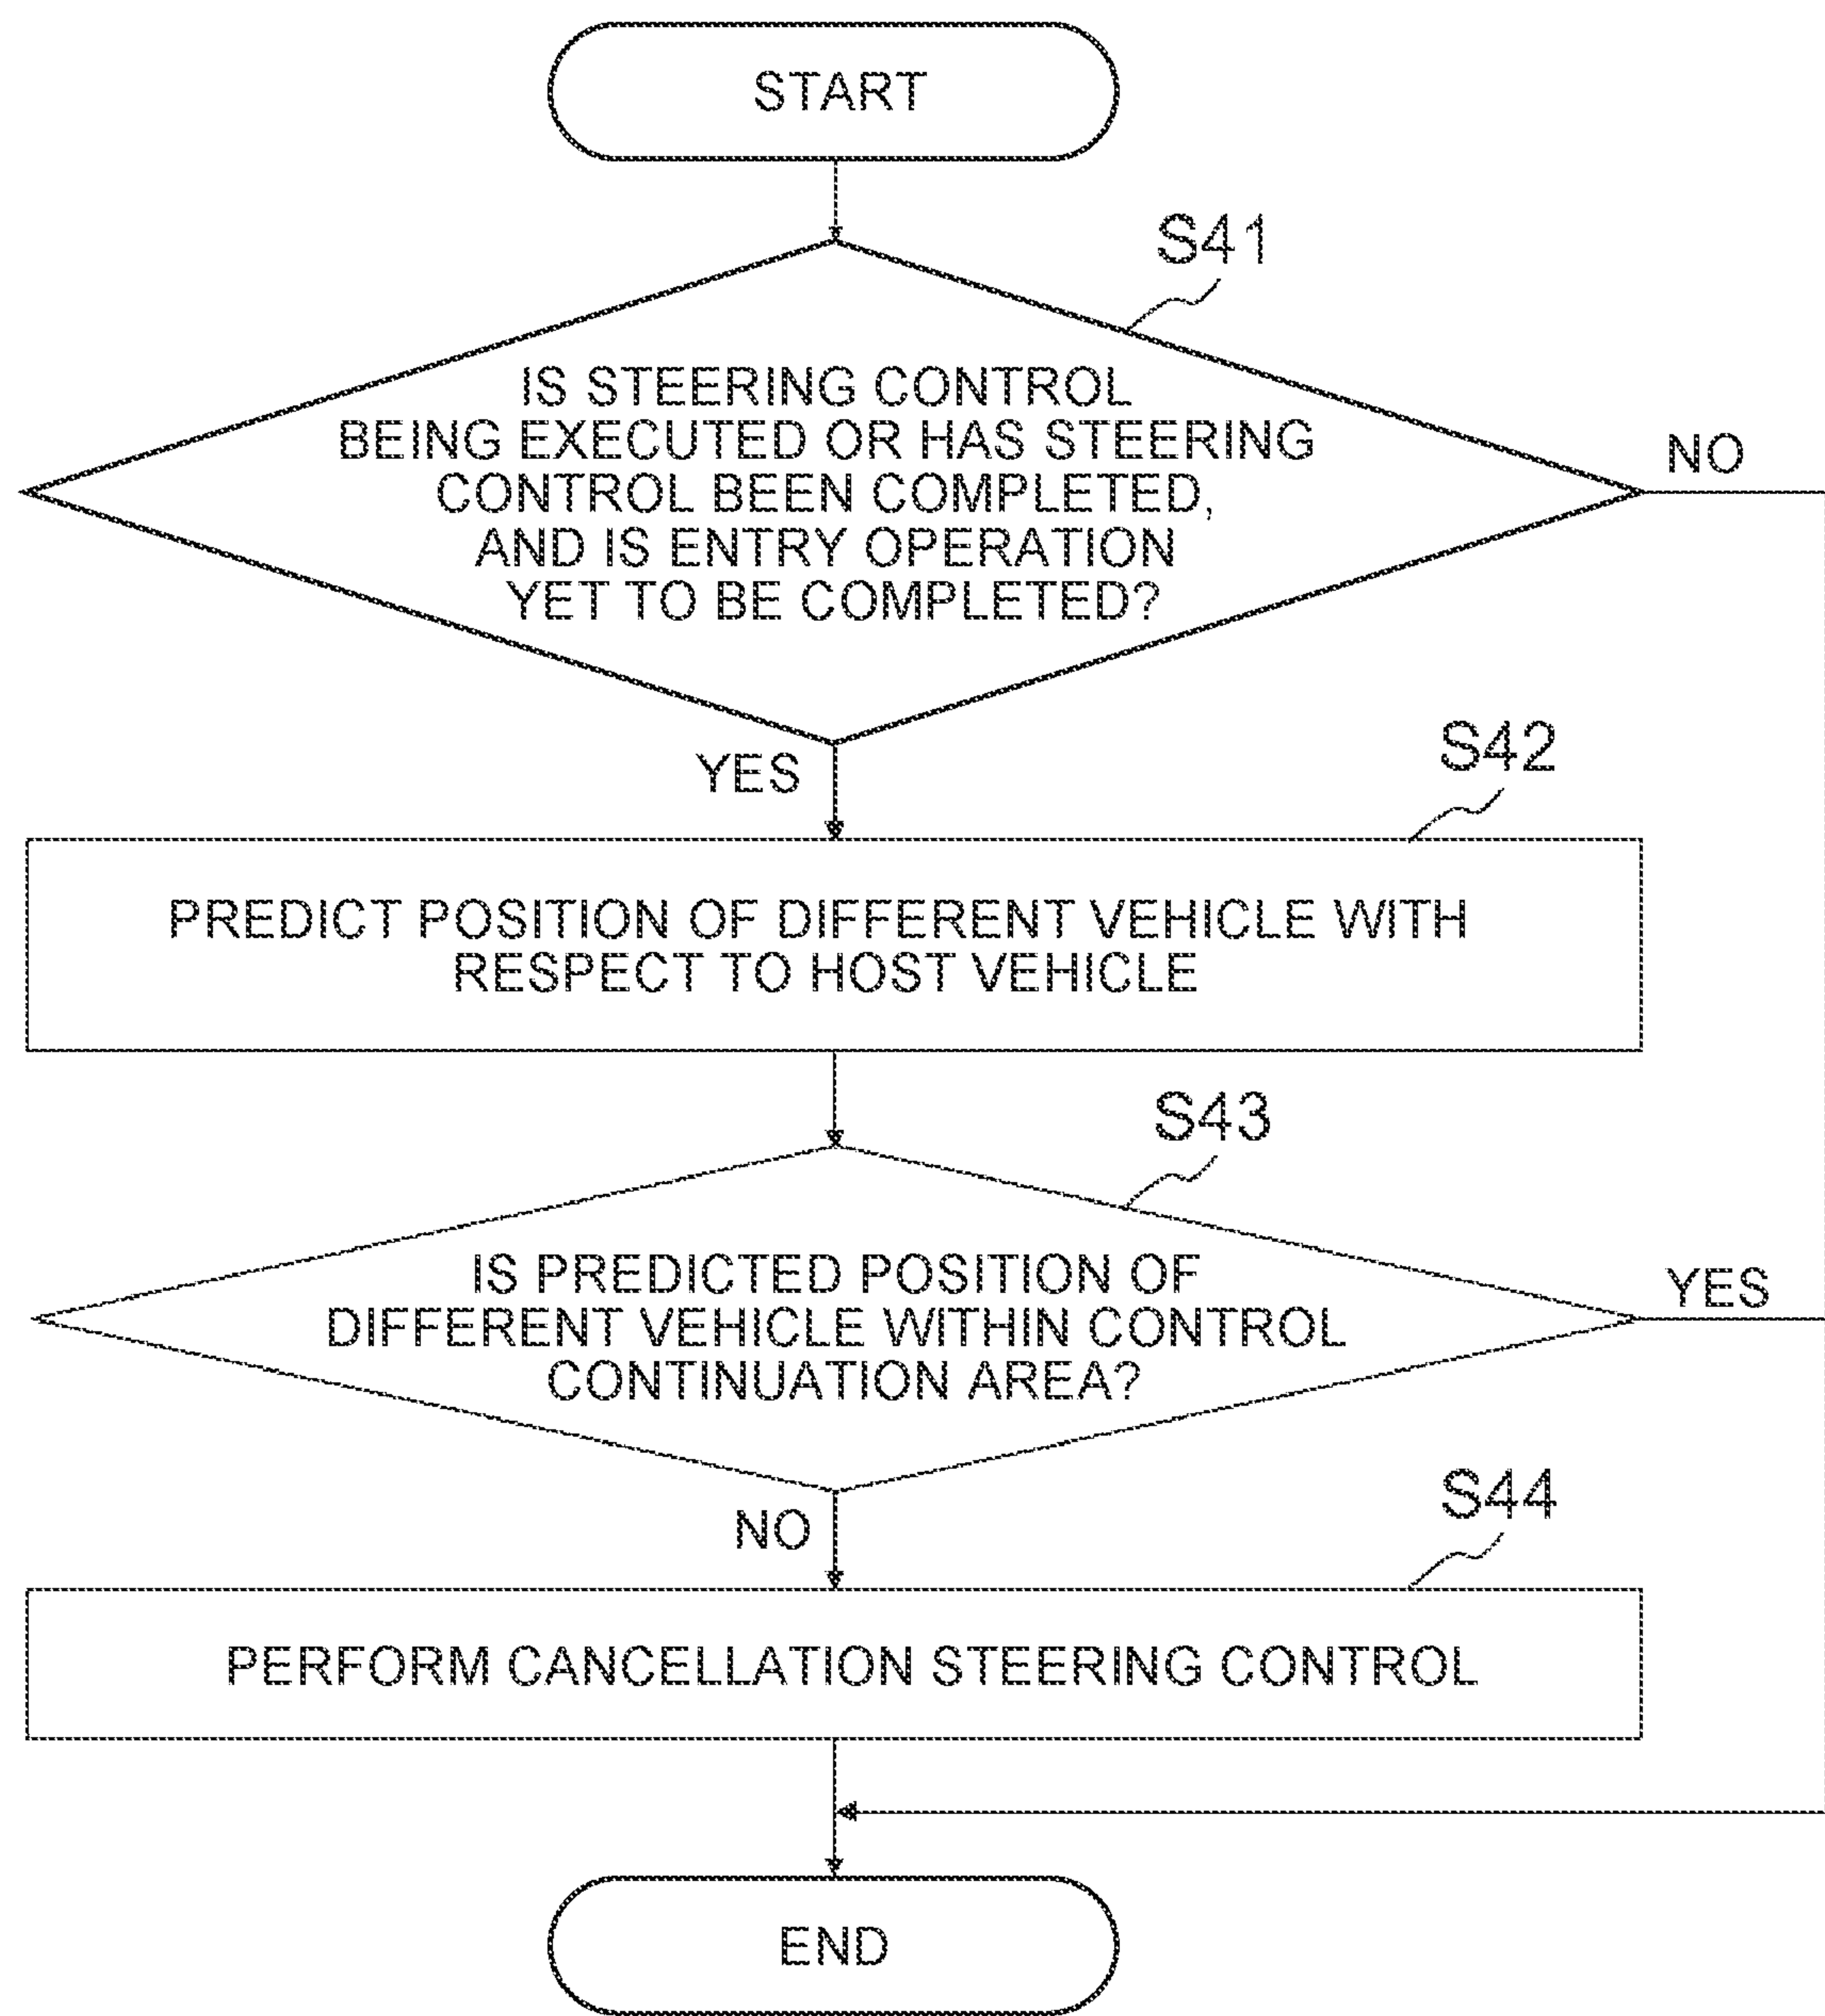 START
S41
IS STEERING CONTROL
BEING EXECUTED OR HAS STEERING
CONTROL BEEN COMPLETED,
AND IS ENTRY OPERATION
YET TO BE COMPLETED?
NO
YES
S42
PREDICT POSITION OF DIFFERENT VEHICLE WITH
RESPECT TO HOST VEHICLE
S43
IS PREDICTED POSITION OF
DIFFERENT VEHICLE WITHIN CONTROL
CONTINUATION AREA?
YES
NO
S44
PERFORM CANCELLATION STEERING CONTROL
END